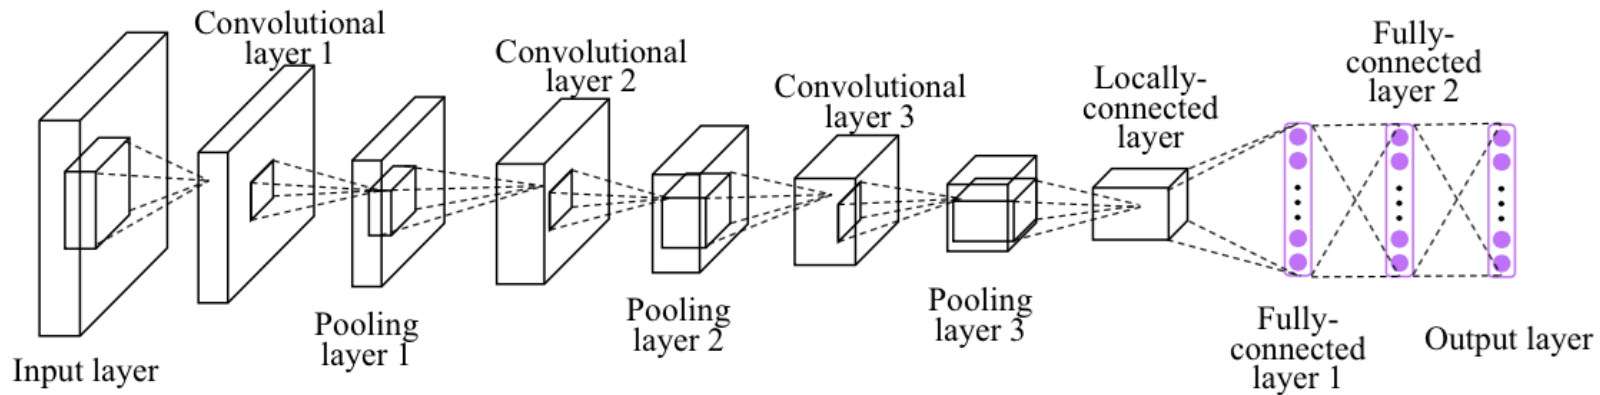 Convolutional
layer 1
Convolutional
layer 2
Convolutional
layer 3
Locally-
connected
layer
Fully-
connected
layer 2
Input layer
Pooling
layer 1
Pooling
layer 2
Pooling
layer 3
Fully-
connected
layer 1
Output layer